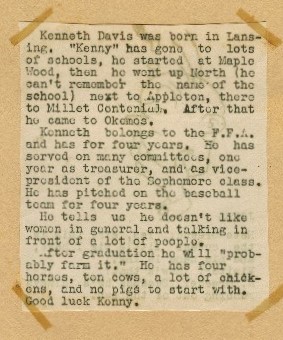 Kenneth Davis was born in Lans-
ing. "Kenny" has gone to lots
of schools, he started at Maple
Wood, then he went up North (he
can't remember the name of the
school) next to Appleton, there
to Millet Centenial. After that
he came to Okemos.
Kenneth belongs to the F.F.A.
and has for four years. He has
served on many committees, one
year as treasurer, and as vice-
president of the Sophomore class.
He has pitched on the baseball
team for four years.
He tells us he doesn't like
women in general and talking in
front of a lot of people.
After graduation he will "prob-
ably farm it." He has four
horses, ten cows, a lot of chick-
ens, and no pigs to start with.
Good luck Kenny.